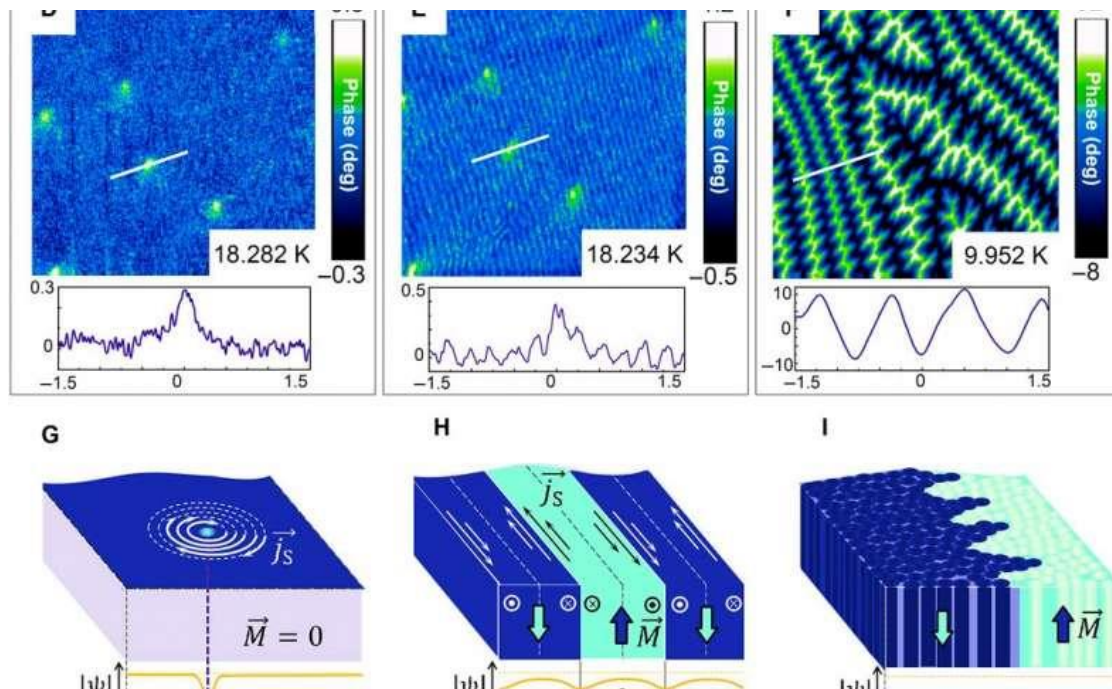 Phase (deg)
18.282 K
−0.3
0.3
0
−1.5
0
1.5
Phase (deg)
18.234 K
−0.5
0.5
0
−1.5
0
1.5
Phase (deg)
9.952 K
−8
10
0
−10
−1.5
0
1.5
G
H
I
j⃗S
M⃗ = 0
j⃗S
M⃗
M⃗